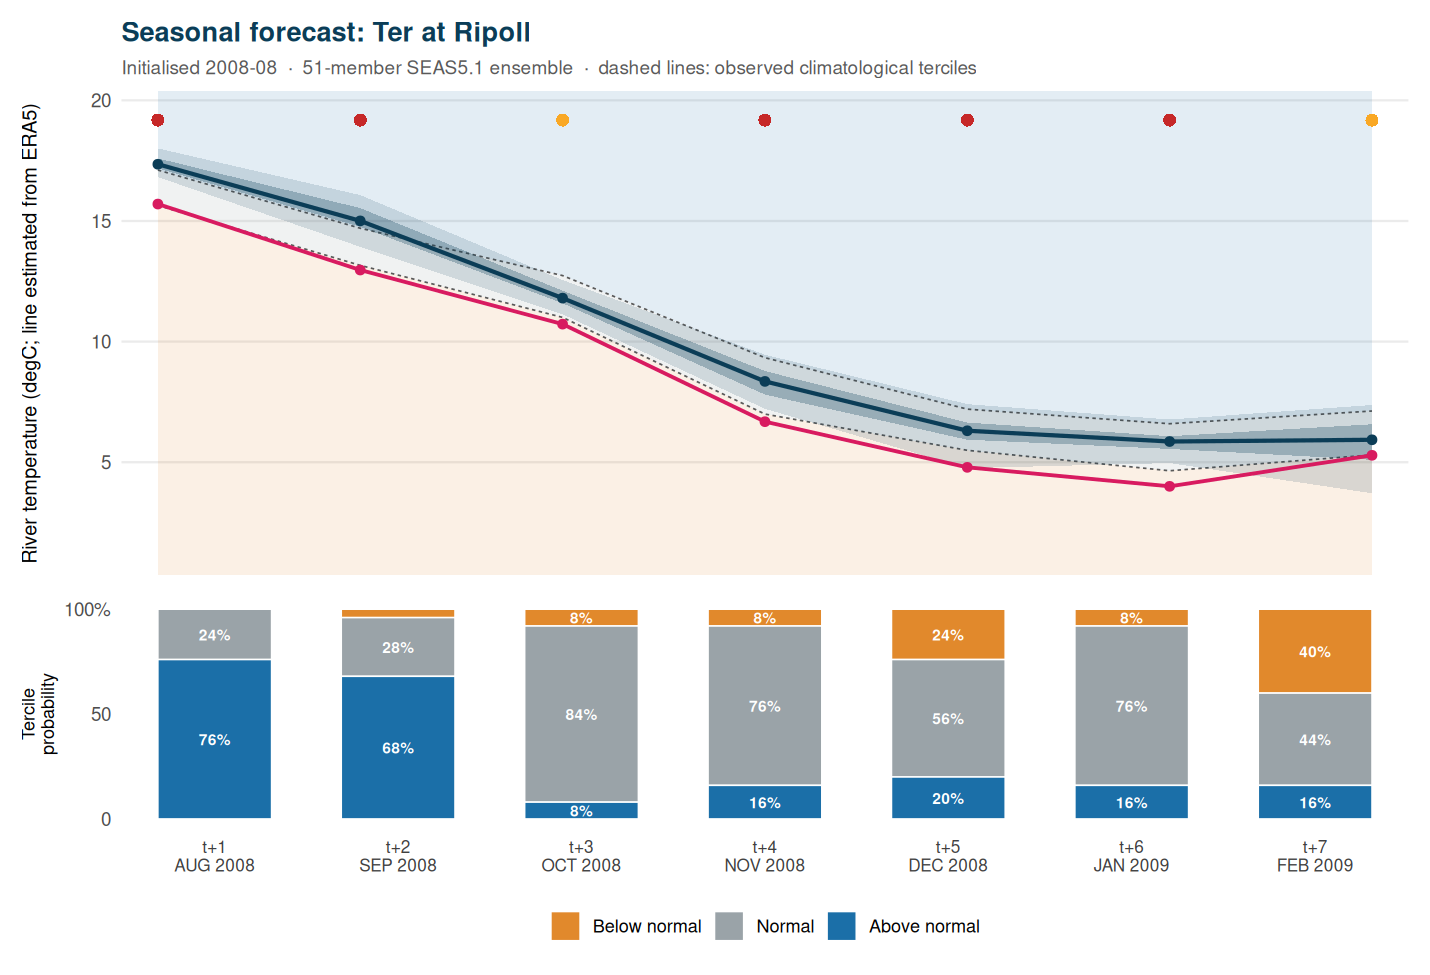 Seasonal forecast: Ter at Ripoll
Initialised 2008-08 · 51-member SEAS5.1 ensemble · dashed lines: observed climatological terciles
River temperature (degC; line estimated from ERA5)
20
15
10
5
Tercile
probability
100%
50
0
24%
76%
28%
68%
8%
84%
8%
8%
76%
16%
24%
56%
20%
8%
76%
16%
40%
44%
16%
t+1
AUG 2008
t+2
SEP 2008
t+3
OCT 2008
t+4
NOV 2008
t+5
DEC 2008
t+6
JAN 2009
t+7
FEB 2009
Below normal
Normal
Above normal